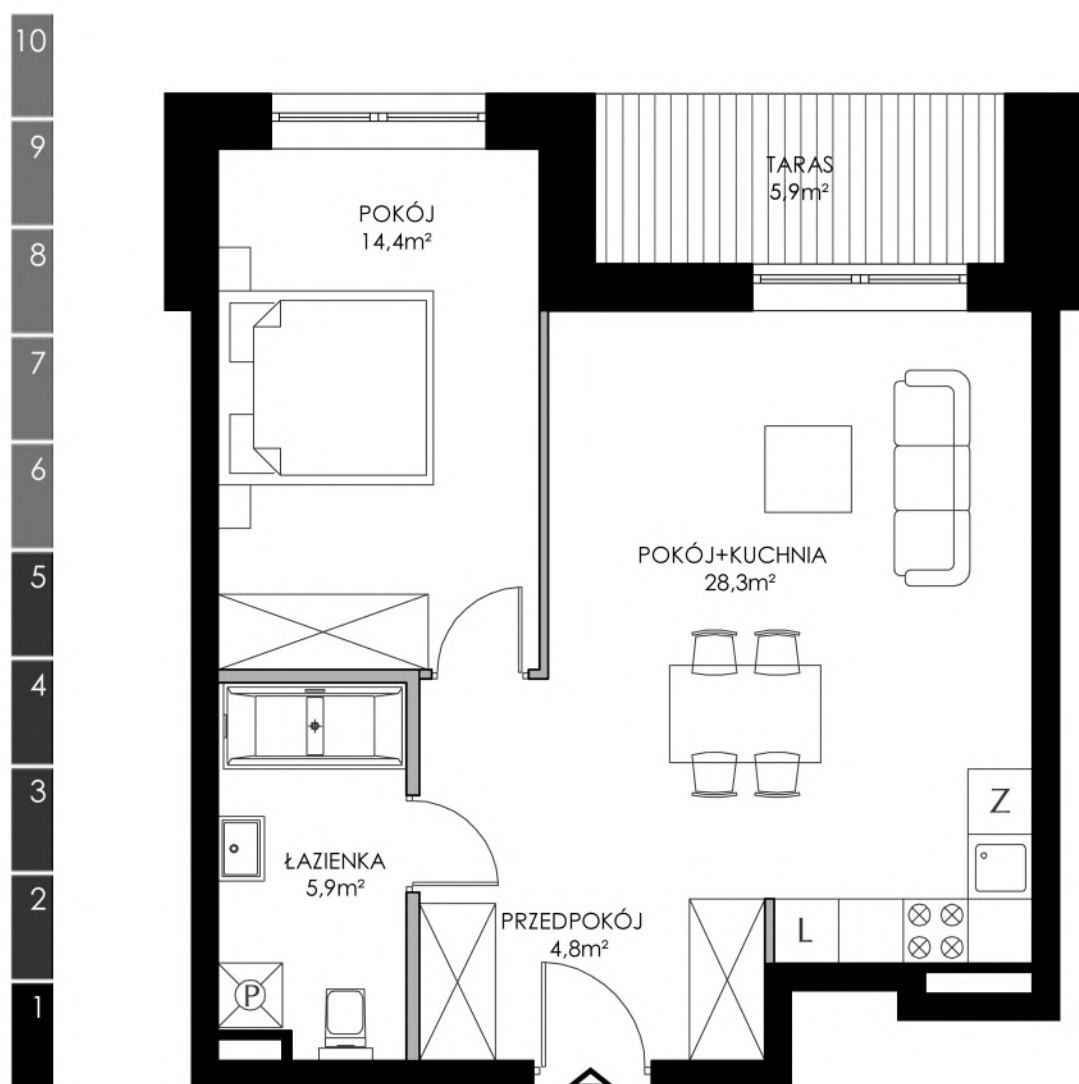 10
9
8
7
6
5
4
3
2
1
TARAS
5,9m²
POKÓJ
14,4m²
POKÓJ+KUCHNIA
28,3m²
Z
ŁAZIENKA
5,9m²
PRZEDPOKÓJ
4,8m²
L
P